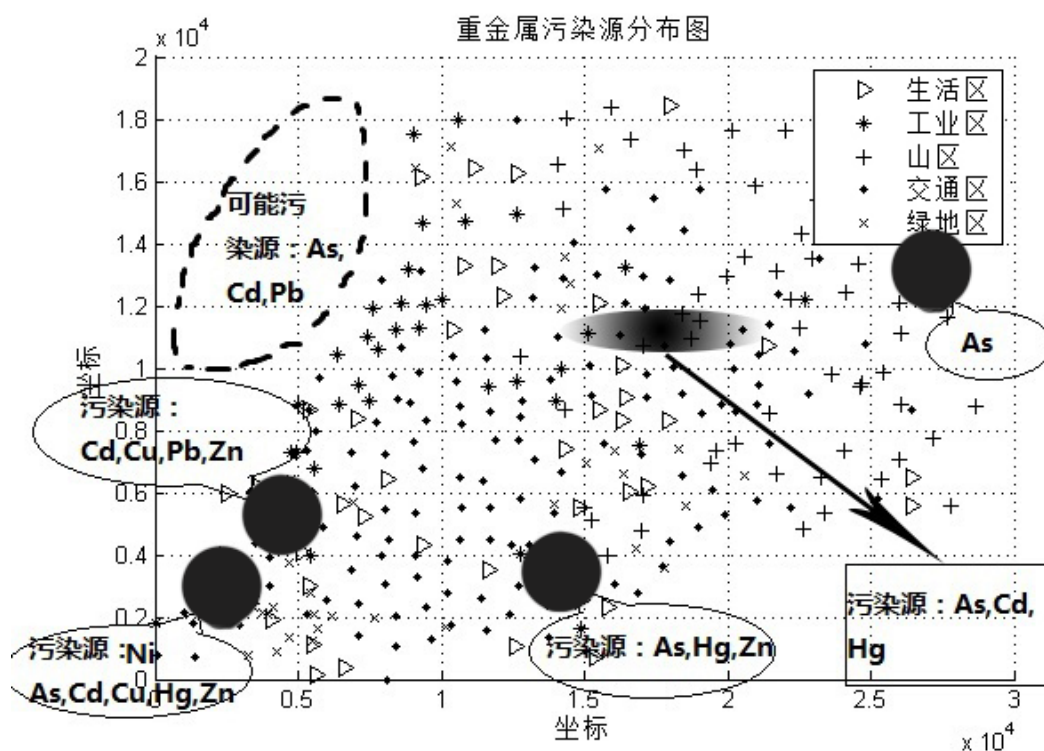 重金属污染源分布图
x 10⁴
2
1.8
1.6
1.4
1.2
1
0.8
0.6
0.4
0.2
0
坐标
生活区
工业区
山区
交通区
绿地区
可能污
染源：As,
Cd,Pb
As
污染源：
Cd,Cu,Pb,Zn
污染源：Ni
As,Cd,Cu,Hg,Zn
污染源：As,Hg,Zn
污染源：As,Cd,
Hg
0
0.5
1
1.5
2
2.5
3
坐标
x 10⁴